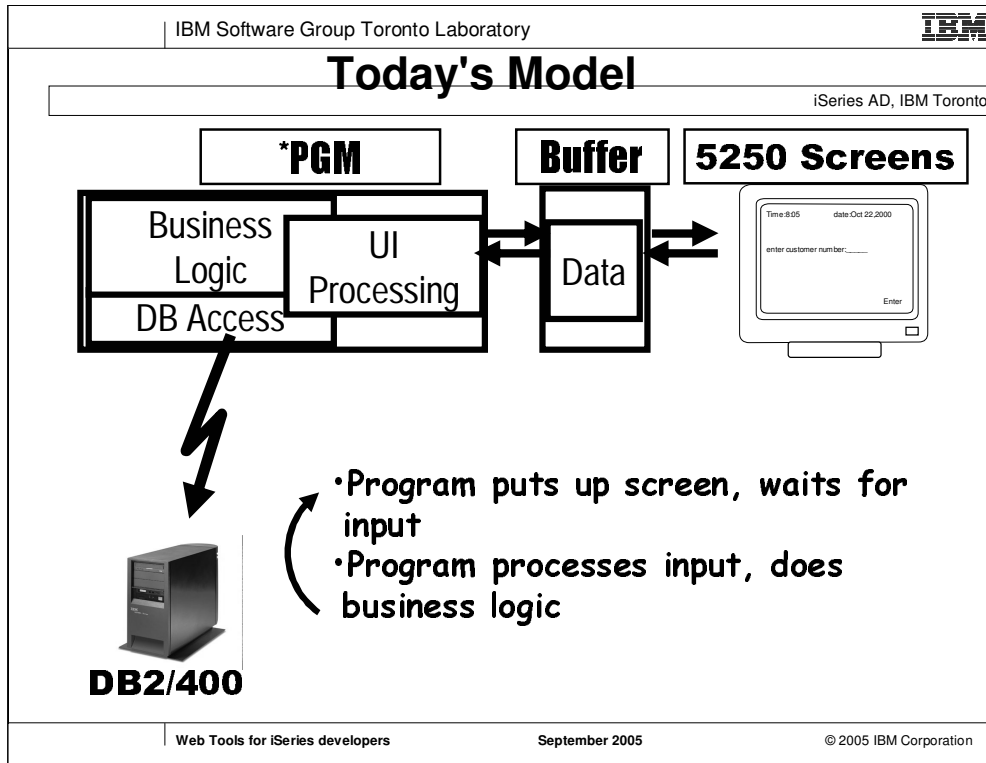 IBM Software Group Toronto Laboratory
IBM
Today's Model
iSeries AD, IBM Toronto
*PGM
Buffer
5250 Screens
Business
Logic
UI
Processing
DB Access
Data
Time:8:05 date:Oct 22,2000
enter customer number:_____
Enter
•Program puts up screen, waits for
input
•Program processes input, does
business logic
DB2/400
Web Tools for iSeries developers September 2005 © 2005 IBM Corporation